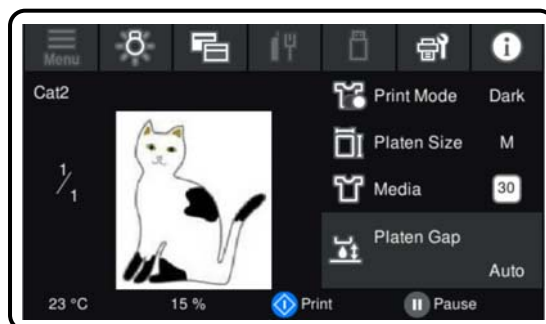 Menu
Cat2
Print Mode Dark
Platen Size M
1/1
Media 30
Platen Gap
Auto
23 °C 15 % Print Pause